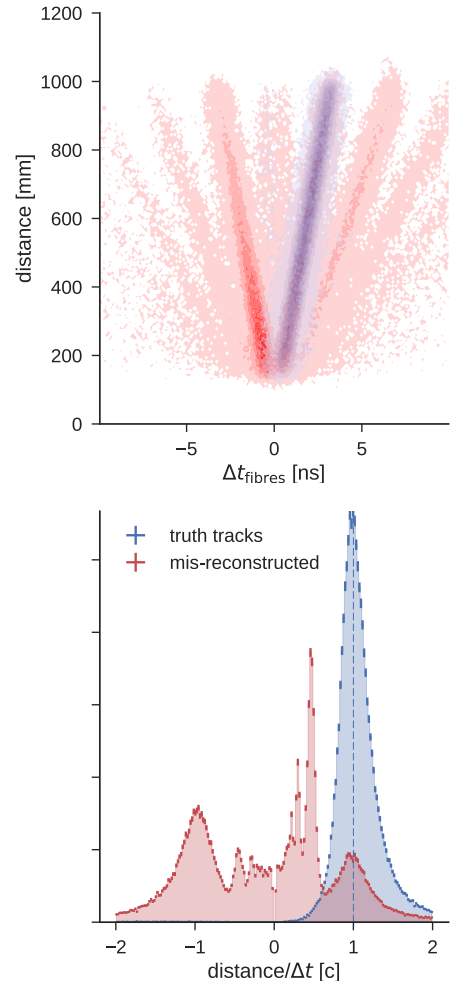 1200
1000
800
600
400
200
0
distance [mm]
−5 0 5
Δt_fibres [ns]
truth tracks
mis-reconstructed
−2 −1 0 1 2
distance/Δt [c]